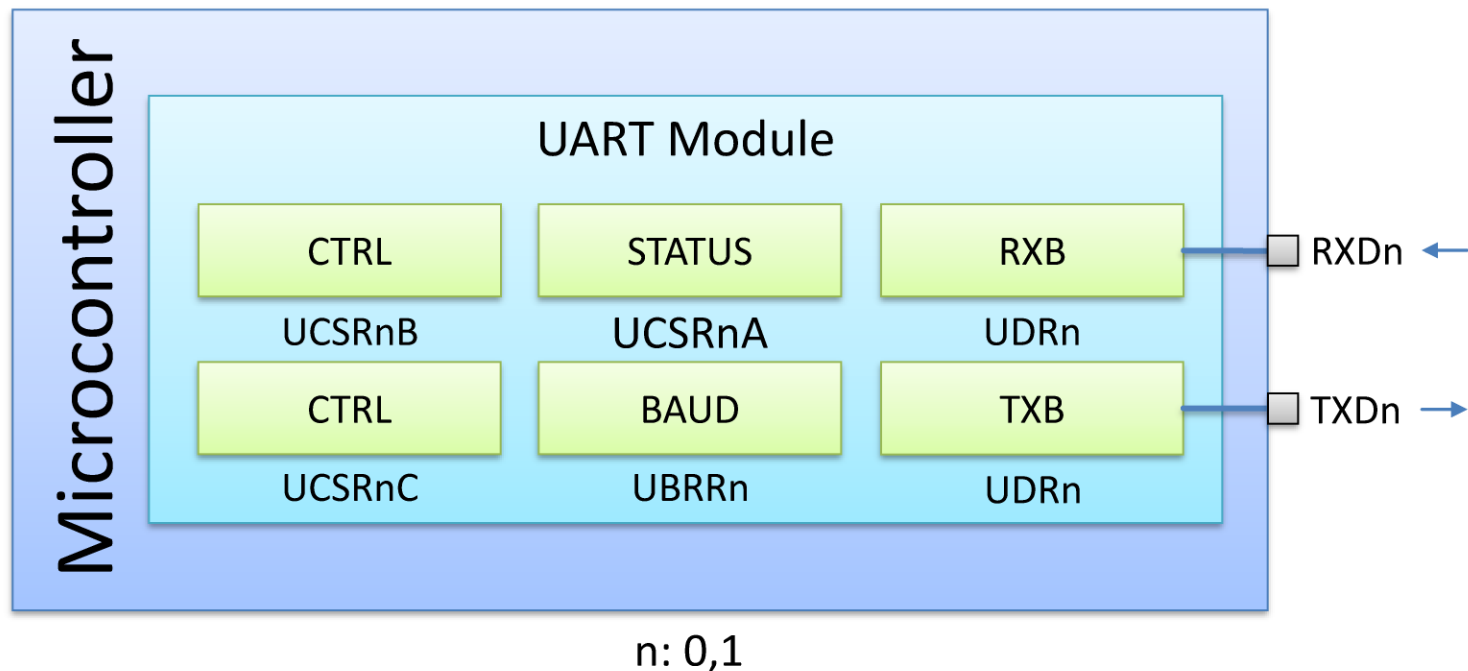 Microcontroller
UART Module
CTRL
STATUS
RXB
RXDn
UCSRnB
UCSRnA
UDRn
CTRL
BAUD
TXB
TXDn
UCSRnC
UBRRn
UDRn
n: 0,1